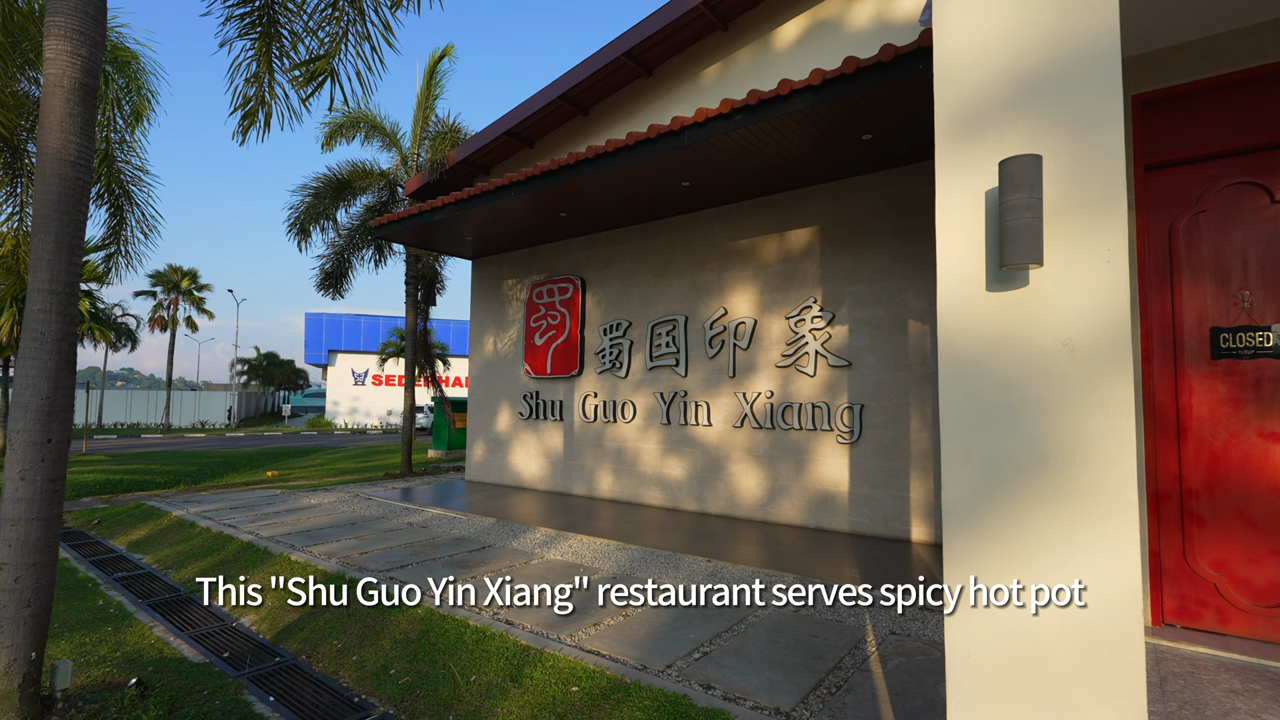 蜀
蜀国印象
Shu Guo Yin Xiang
CLOSED
This "Shu Guo Yin Xiang" restaurant serves spicy hot pot